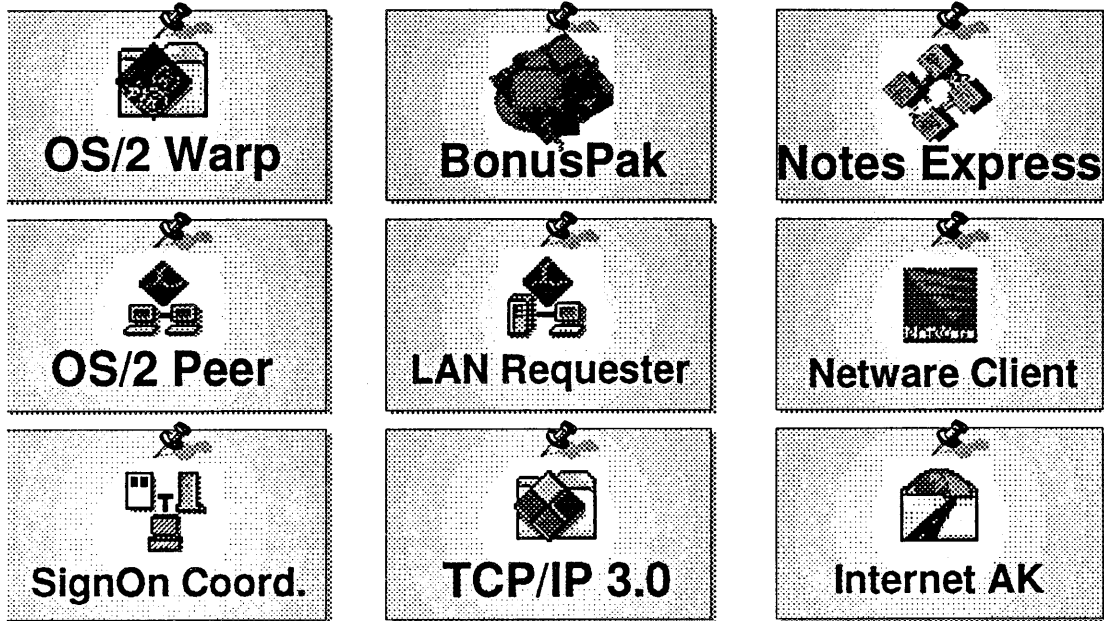 OS/2 Warp
BonusPak
Notes Express
OS/2 Peer
LAN Requester
Netware Client
SignOn Coord.
TCP/IP 3.0
Internet AK